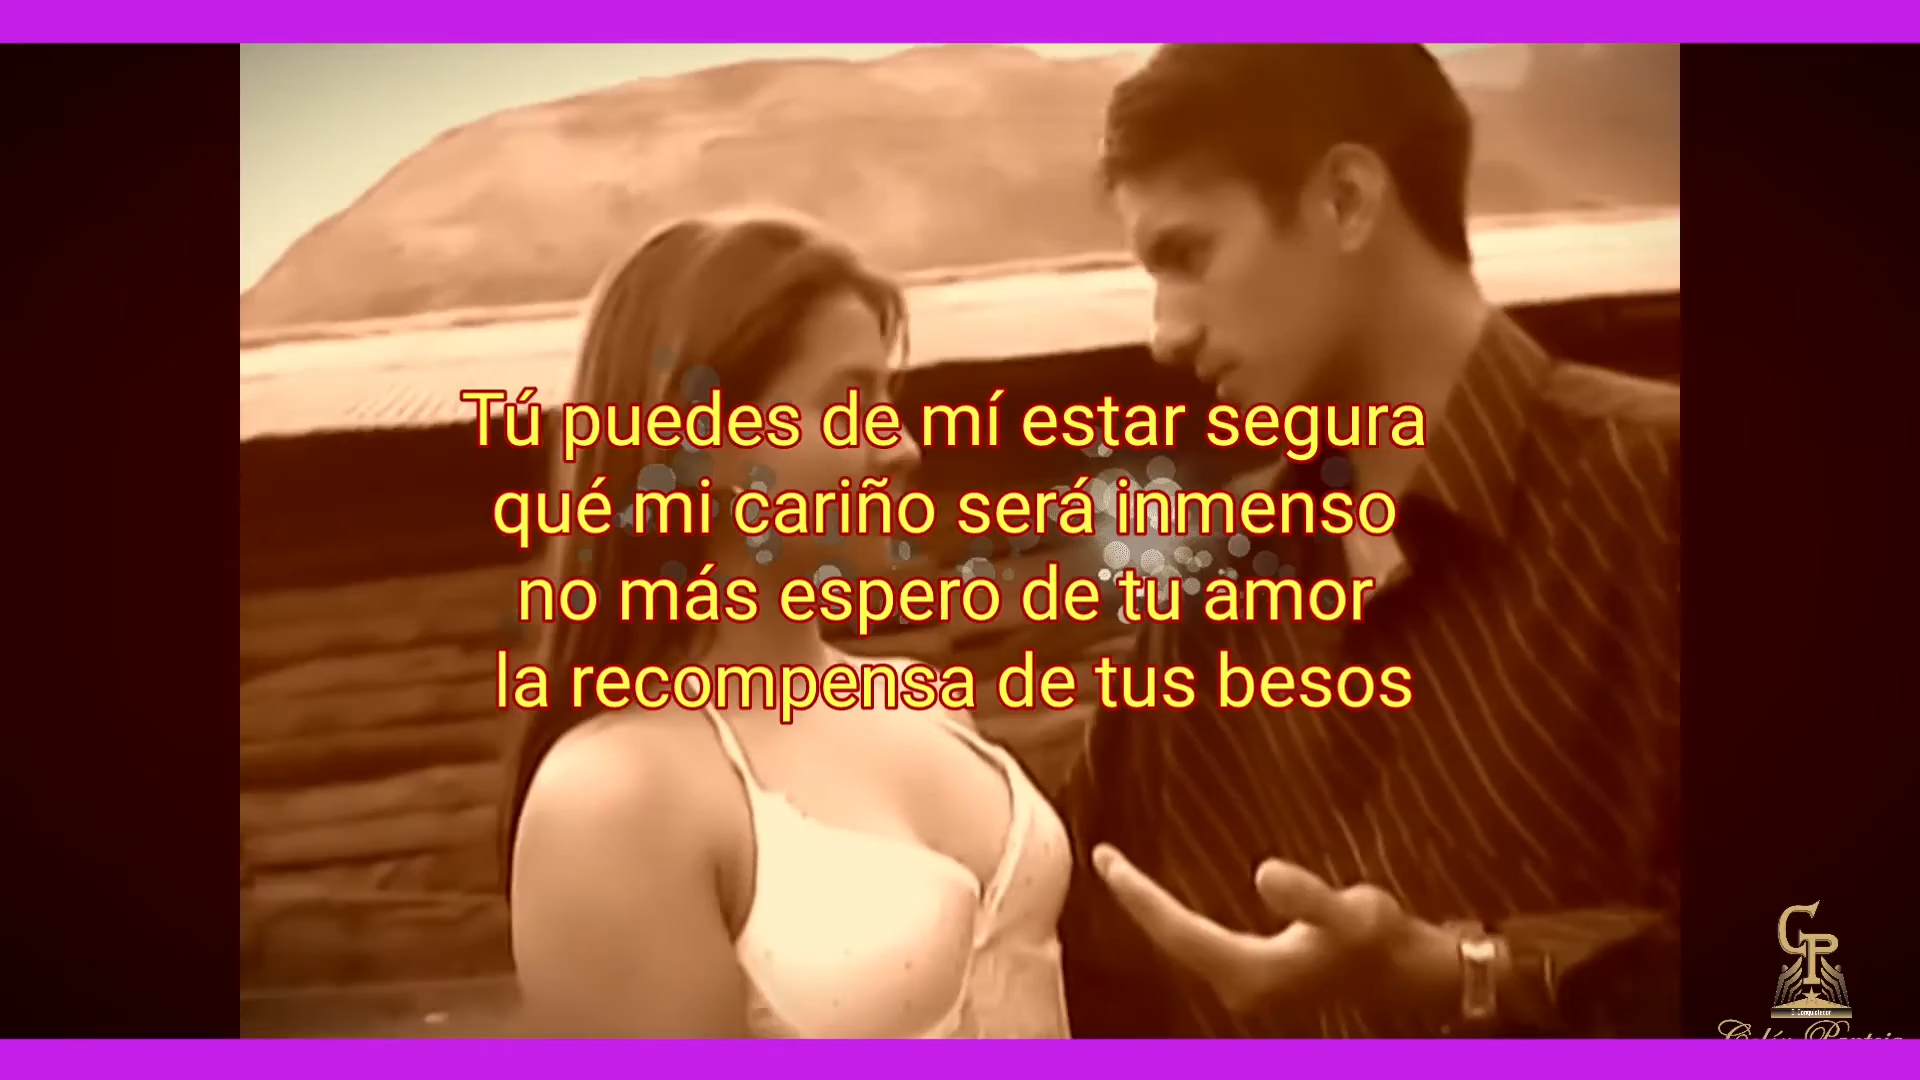 Tú puedes de mí estar segura
qué mi cariño será inmenso
no más espero de tu amor
la recompensa de tus besos
CP